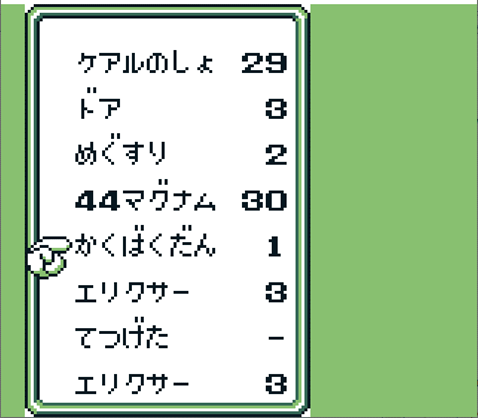 ケアルのしょ 29
ドア 3
めぐすり 2
44マグナム 30
かくばくだん 1
エリクサー 3
てつげた -
エリクサー 3